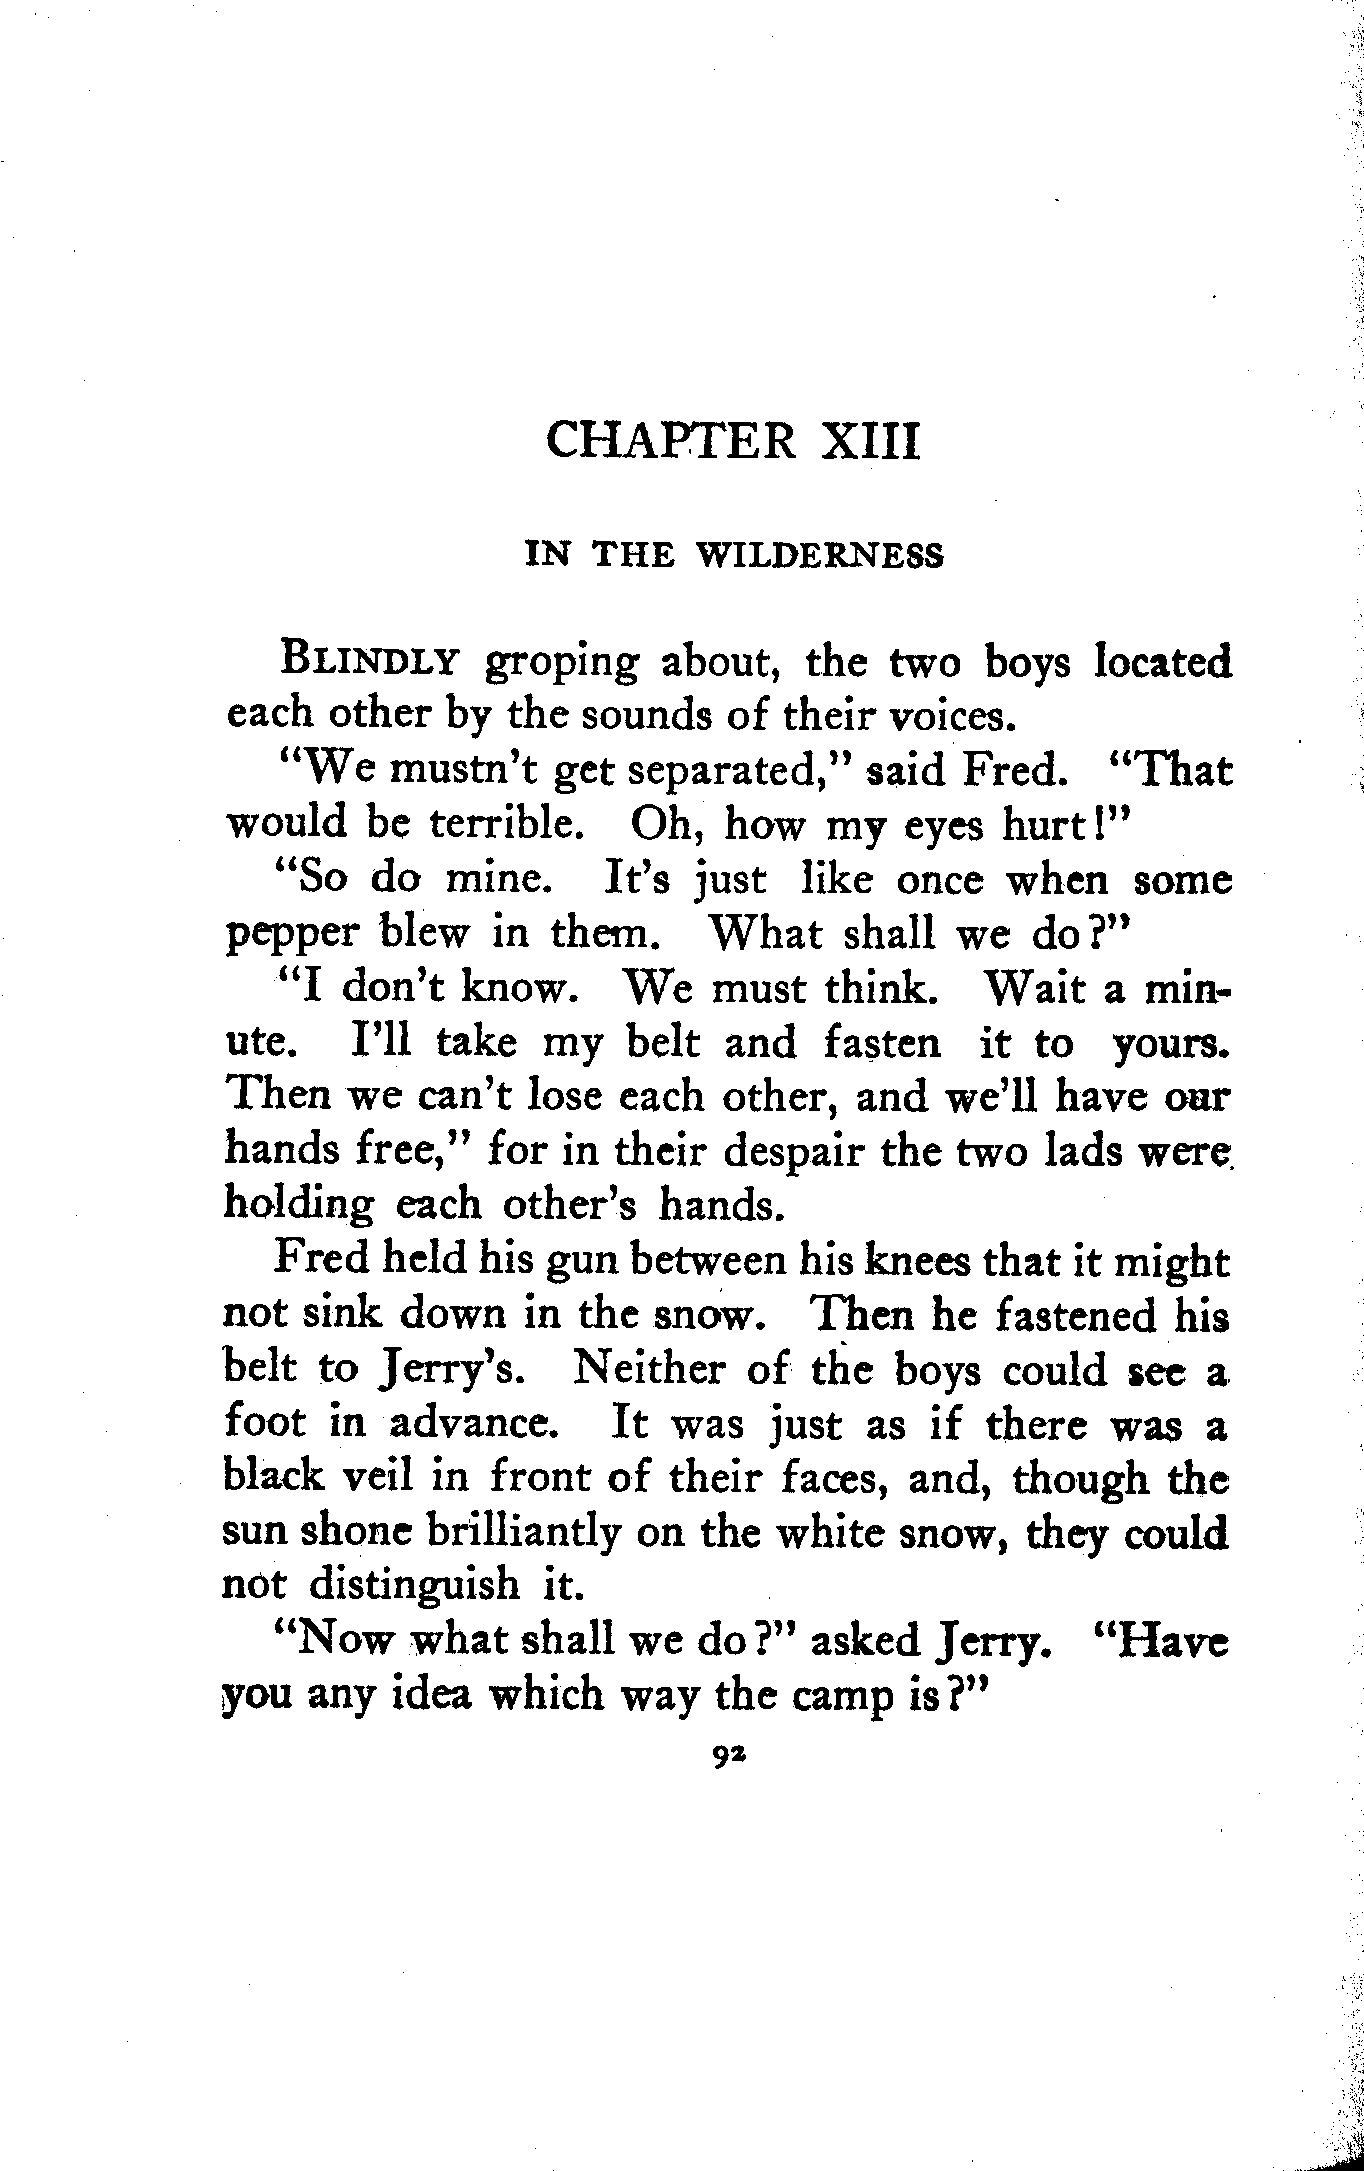 CHAPTER XIII
IN THE WILDERNESS
BLINDLY groping about, the two boys located
each other by the sounds of their voices.
“We mustn't get separated,” said Fred. “That
would be terrible. Oh, how my eyes hurt!”
“So do mine. It's just like once when some
pepper blew in them. What shall we do?”
“I don't know. We must think. Wait a min-
ute. I'll take my belt and fasten it to yours.
Then we can't lose each other, and we'll have our
hands free,” for in their despair the two lads were
holding each other's hands.
Fred held his gun between his knees that it might
not sink down in the snow. Then he fastened his
belt to Jerry's. Neither of the boys could see a
foot in advance. It was just as if there was a
black veil in front of their faces, and, though the
sun shone brilliantly on the white snow, they could
not distinguish it.
“Now what shall we do?” asked Jerry. “Have
you any idea which way the camp is?”
92